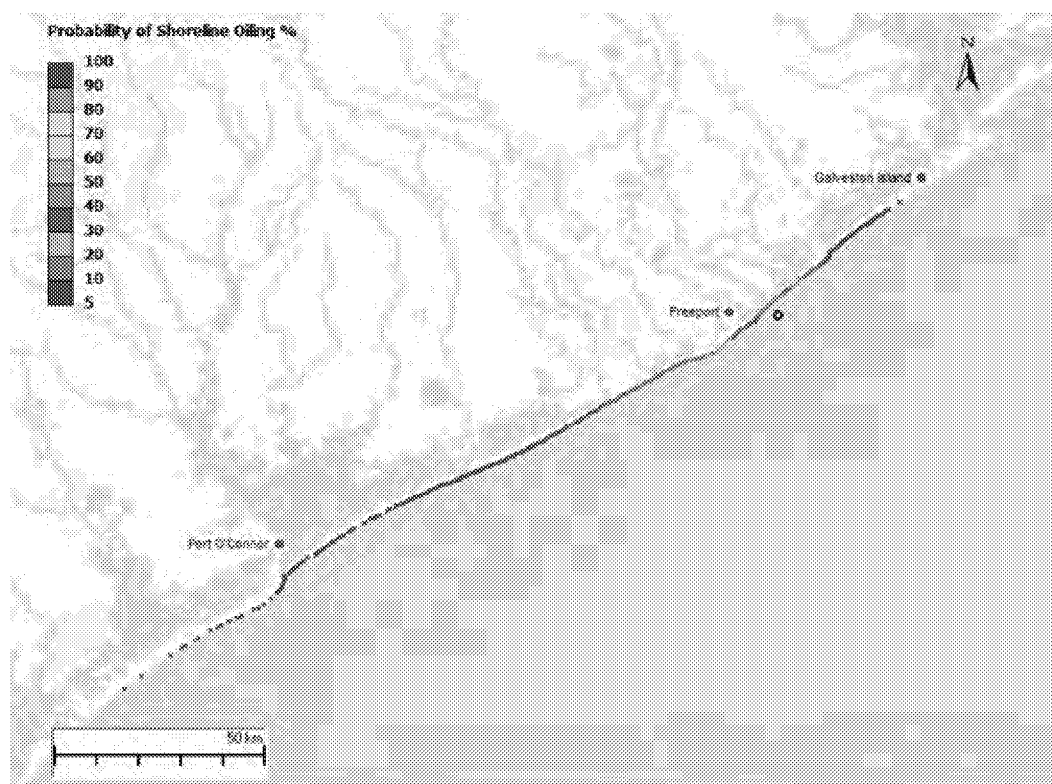 Probability of Shoreline Oiling %
100
90
80
70
60
50
40
30
20
10
5
N
Galveston Island
Freeport
Port O'Connor
50 km